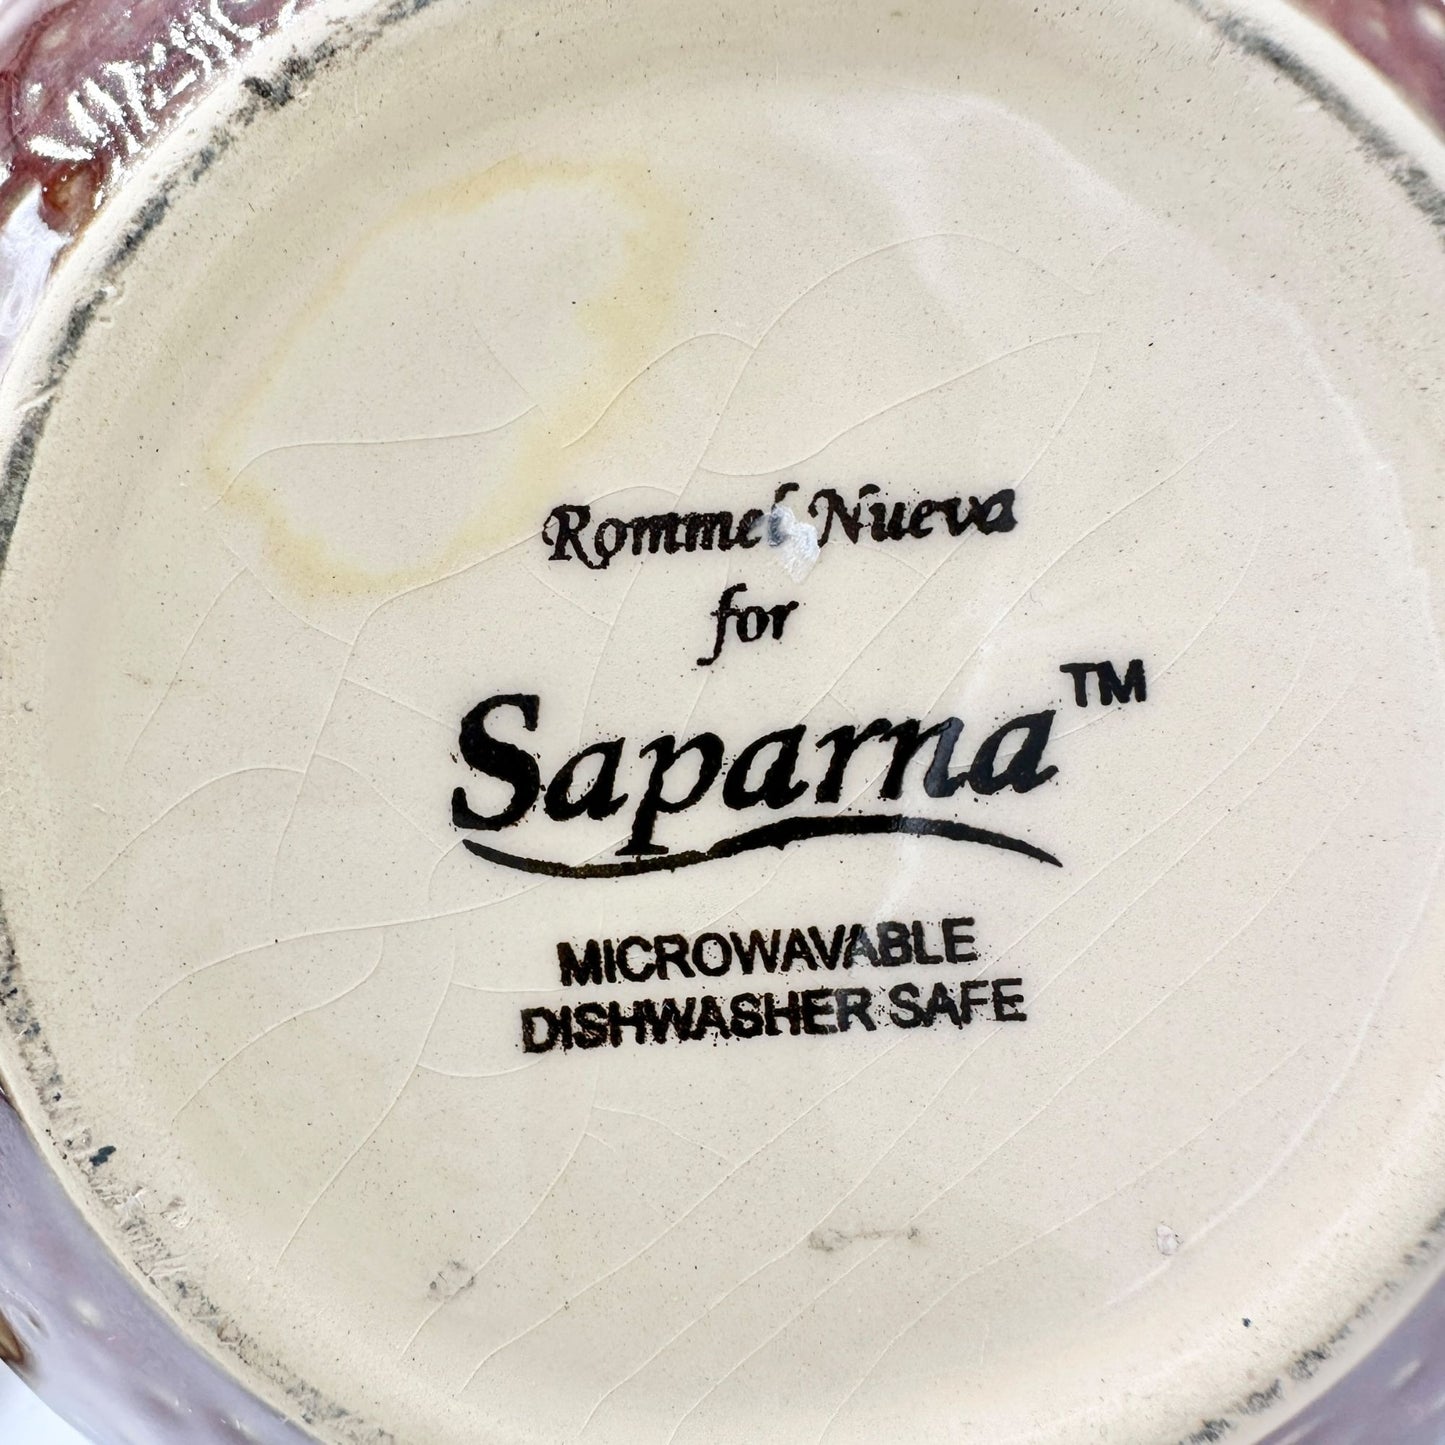 Rommel Nueva
for
Saparna™
MICROWAVABLE
DISHWASHER SAFE